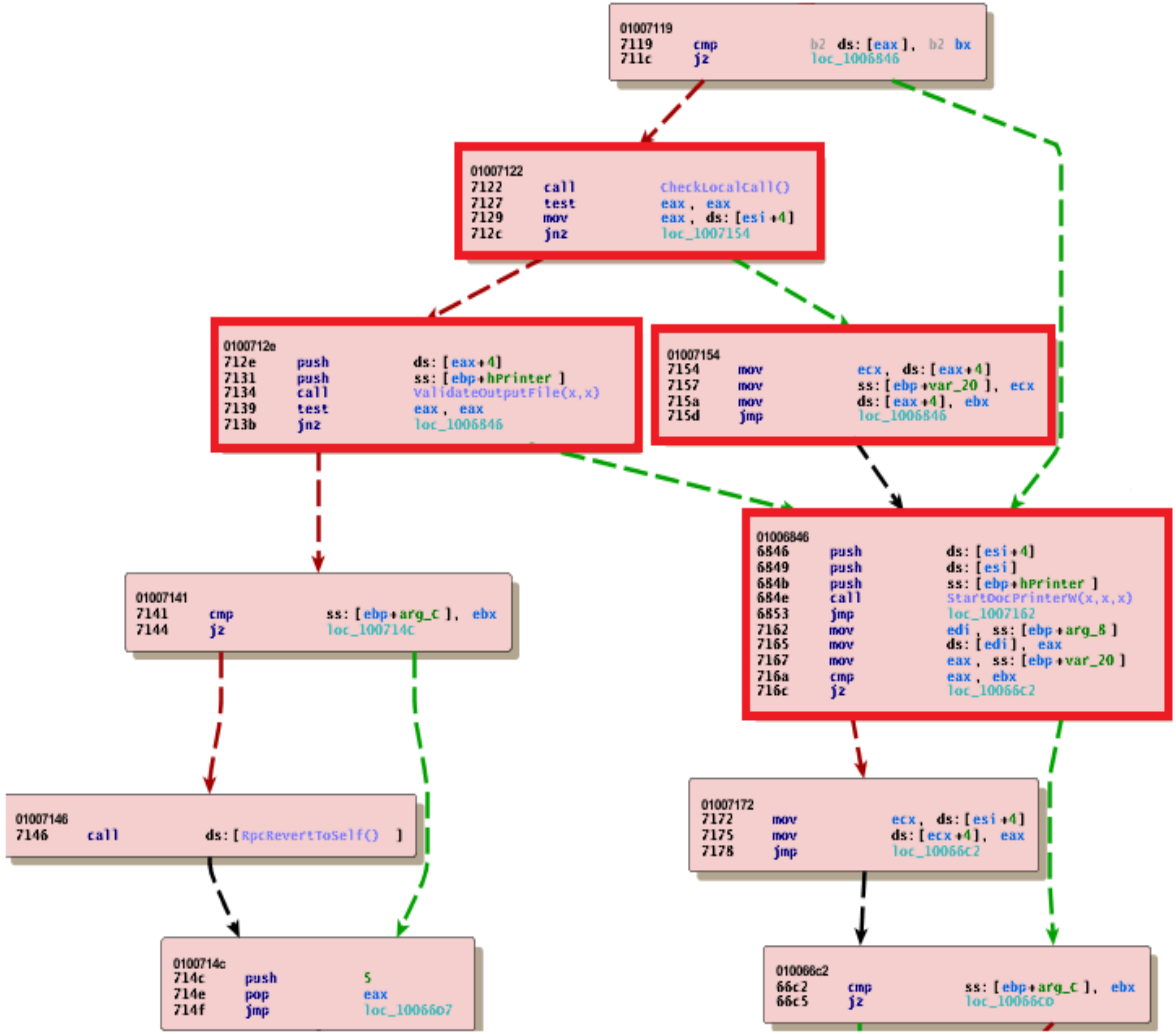 01007119
7119 cmp b2 ds:[eax], b2 bx
711c jz loc_1006846
01007122
7122 call CheckLocalCall()
7127 test eax, eax
7129 mov eax, ds:[esi+4]
712c jnz loc_1007154
0100712e
712e push ds:[eax+4]
7131 push ss:[ebp+hPrinter]
7134 call ValidateOutputFile(x,x)
7139 test eax, eax
713b jnz loc_1006846
01007154
7154 mov ecx, ds:[eax+4]
7157 mov ss:[ebp+var_20], ecx
715a mov ds:[eax+4], ebx
715d jmp loc_1006846
01006846
6846 push ds:[esi+4]
6849 push ds:[esi]
684b push ss:[ebp+hPrinter]
684e call StartDocPrinterW(x,x,x)
6853 jmp loc_1007162
7162 mov edi, ss:[ebp+arg_8]
7165 mov ds:[edi], eax
7167 mov eax, ss:[ebp+var_20]
716a cmp eax, ebx
716c jz loc_10066c2
01007141
7141 cmp ss:[ebp+arg_C], ebx
7144 jz loc_100714C
01007146
7146 call ds:[RpcRevertToSelf() ]
01007172
7172 mov ecx, ds:[esi+4]
7175 mov ds:[ecx+4], eax
7178 jmp loc_10066C2
0100714c
714c push 5
714e pop eax
714f jmp loc_10066D7
010066c2
66c2 cmp ss:[ebp+arg_C], ebx
66c5 jz loc_10066CD